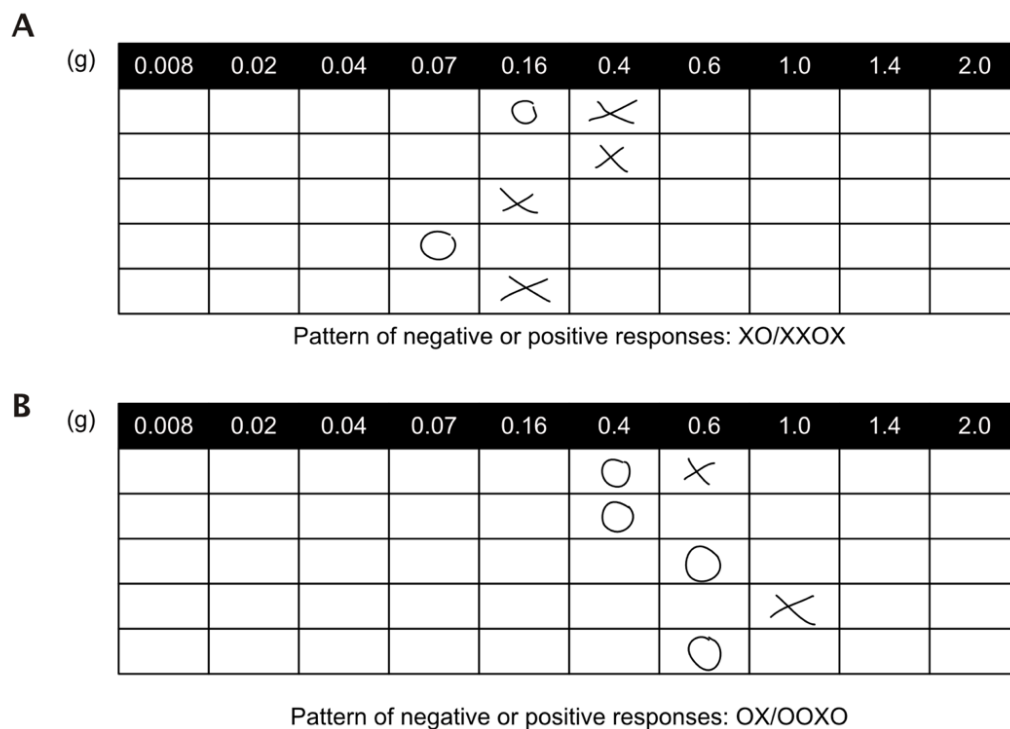 A
(g) 0.008 0.02 0.04 0.07 0.16 0.4 0.6 1.0 1.4 2.0
O X
X
X
O
X
Pattern of negative or positive responses: XO/XXOX
B
(g) 0.008 0.02 0.04 0.07 0.16 0.4 0.6 1.0 1.4 2.0
O X
O
O
X
O
Pattern of negative or positive responses: OX/OOXO